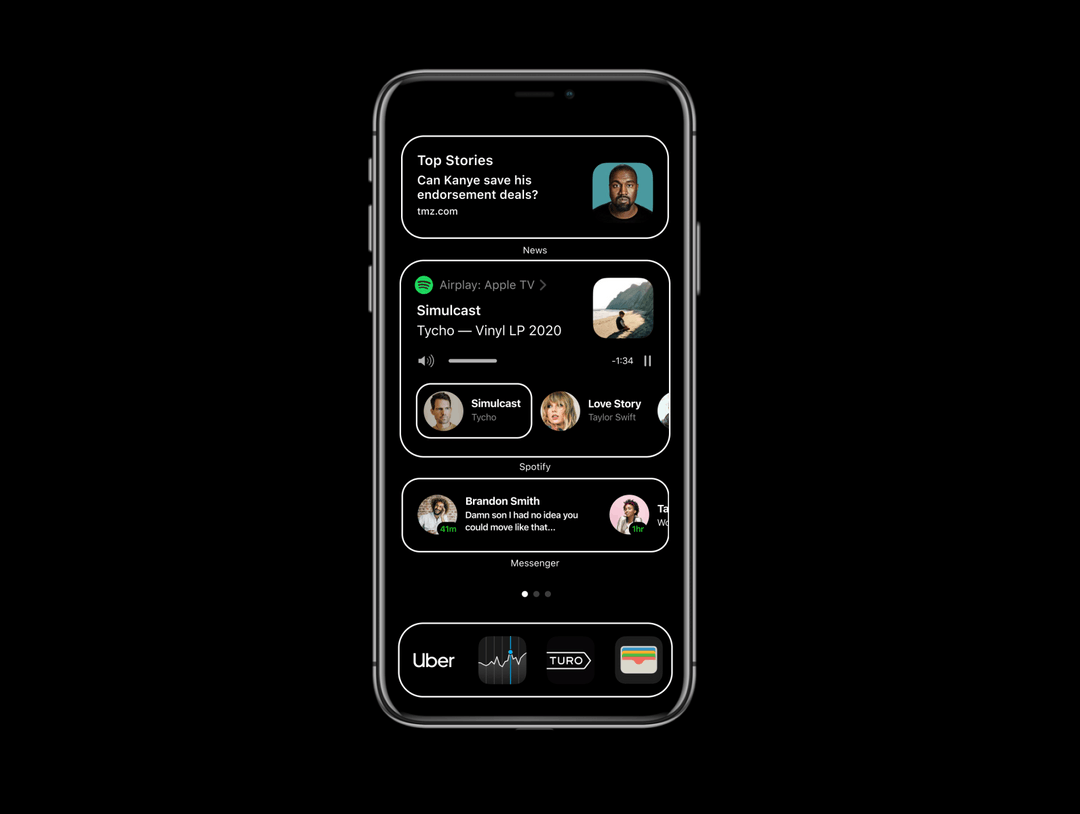 Top Stories
Can Kanye save his
endorsement deals?
tmz.com
News
Airplay: Apple TV
Simulcast
Tycho — Vinyl LP 2020
-1:34
Simulcast
Tycho
Love Story
Taylor Swift
Spotify
Brandon Smith
Damn son I had no idea you
could move like that...
41m
Ta
Wo
1hr
Messenger
Uber
TURO